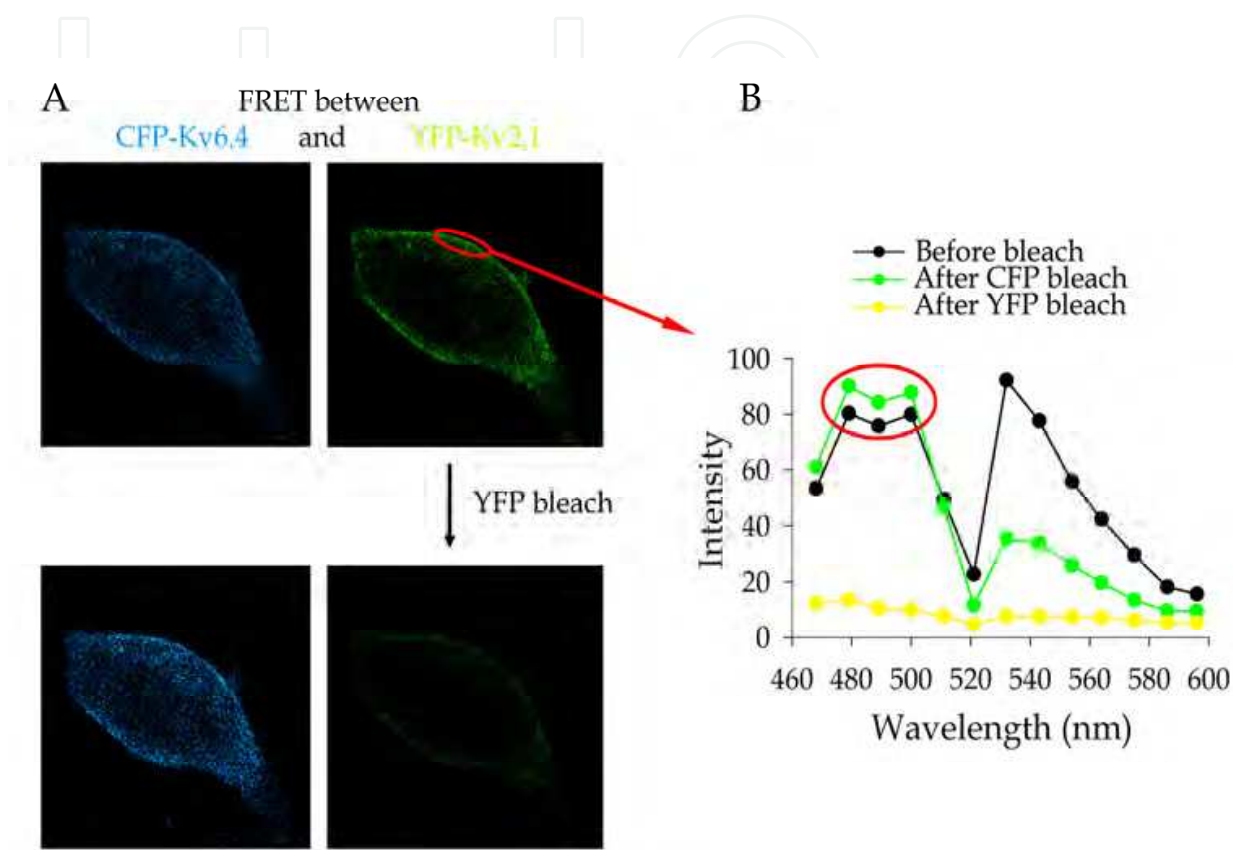 A
FRET between
CFP-Kv6.4 and YFP-Kv2.1
YFP bleach
B
Before bleach
After CFP bleach
After YFP bleach
100
80
60
40
20
0
Intensity
460 480 500 520 540 560 580 600
Wavelength (nm)